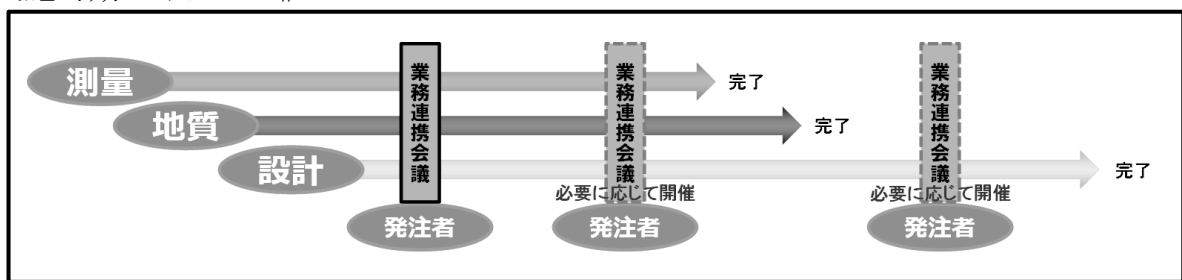 測量
完了
地質
完了
設計
完了
業務連携会議
発注者
業務連携会議
必要に応じて開催
発注者
業務連携会議
必要に応じて開催
発注者